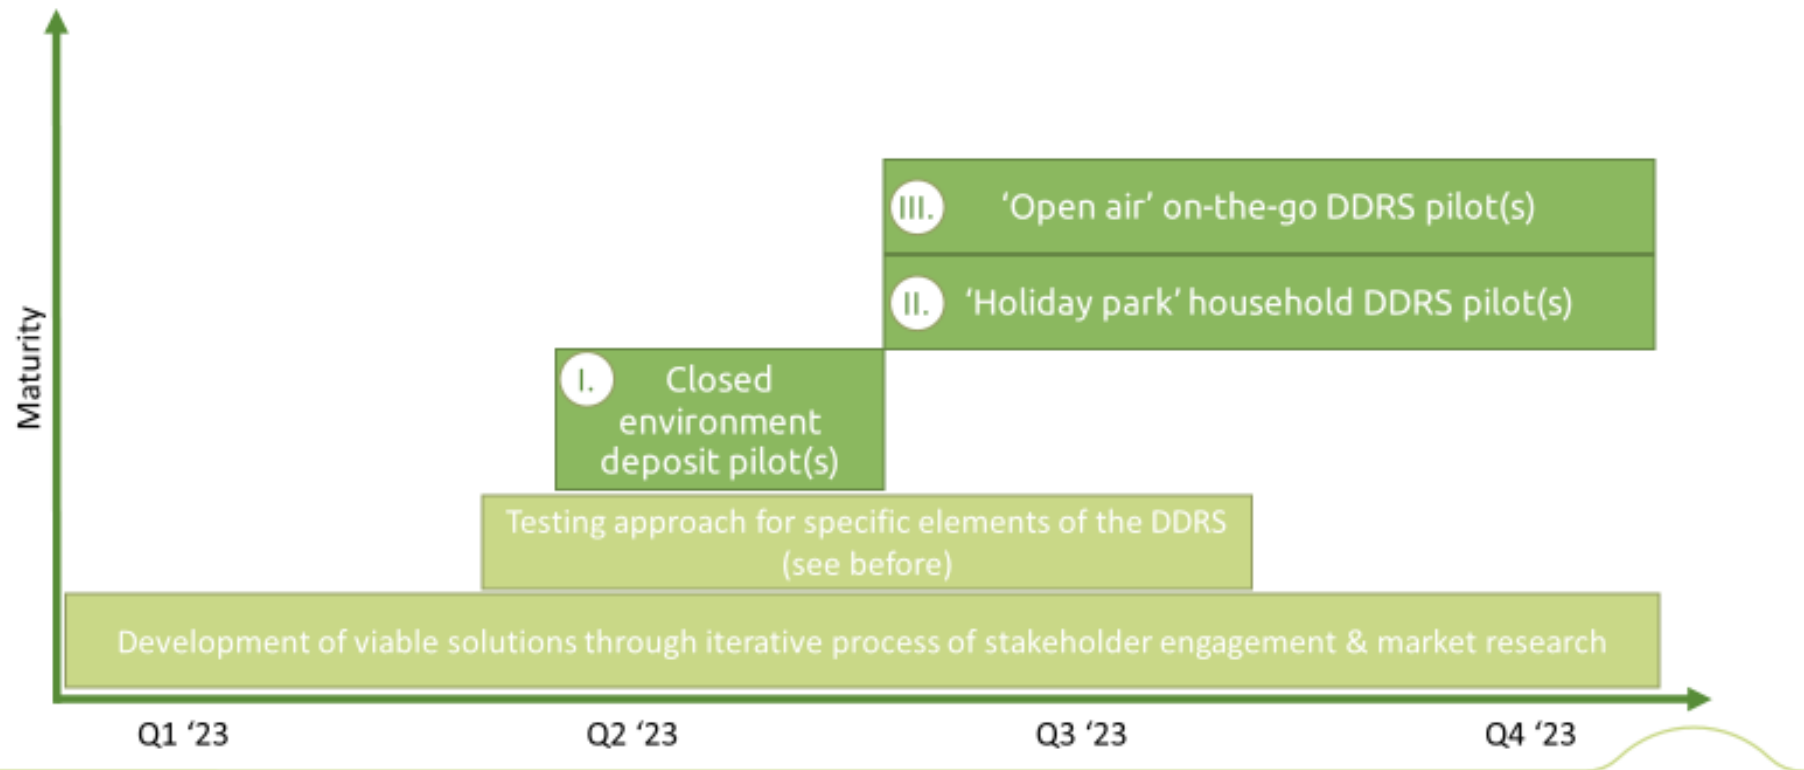 III.
‘Open air’ on-the-go DDRS pilot(s)
II.
‘Holiday park’ household DDRS pilot(s)
I.
Closed
environment
deposit pilot(s)
Testing approach for specific elements of the DDRS
(see before)
Development of viable solutions through iterative process of stakeholder engagement & market research
Maturity
Q1 ‘23
Q2 ‘23
Q3 ‘23
Q4 ‘23